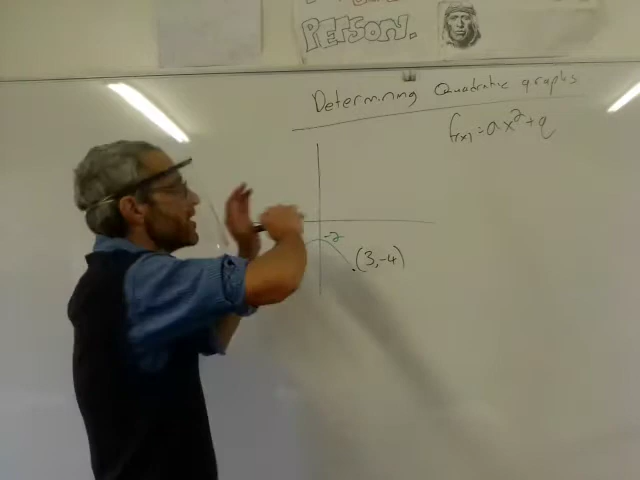 PERSON.
Determining Quadratic graphs
f(x)=ax²+q
-2
(3,-4)